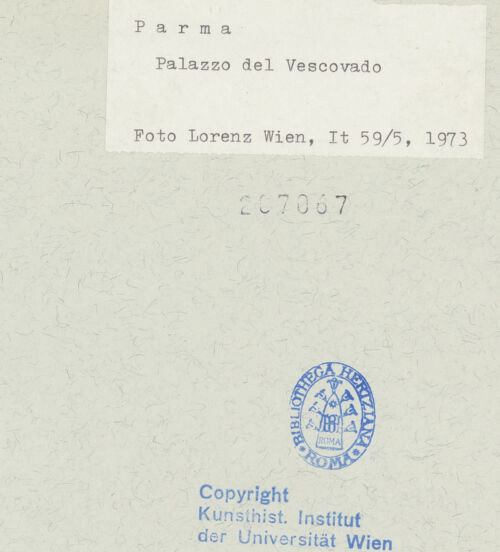 Parma
Palazzo del Vescovado
Foto Lorenz Wien, It 59/5, 1973
207067
BIBLIOTHECA HERTZIANA
ROMA
ROMA
Copyright
Kunsthist. Institut
der Universität Wien